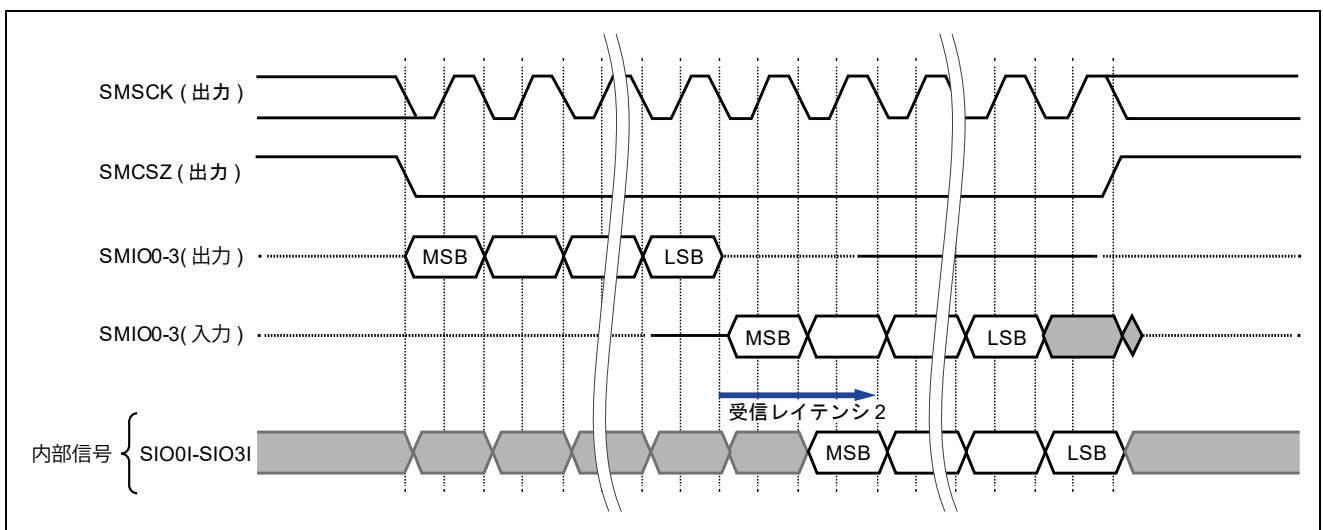 SMSCK ( 出力 )
SMCSZ ( 出力 )
SMIO0-3( 出力 )
MSB
LSB
SMIO0-3( 入力 )
MSB
LSB
受信レイテンシ 2
内部信号
SIO0I-SIO3I
MSB
LSB